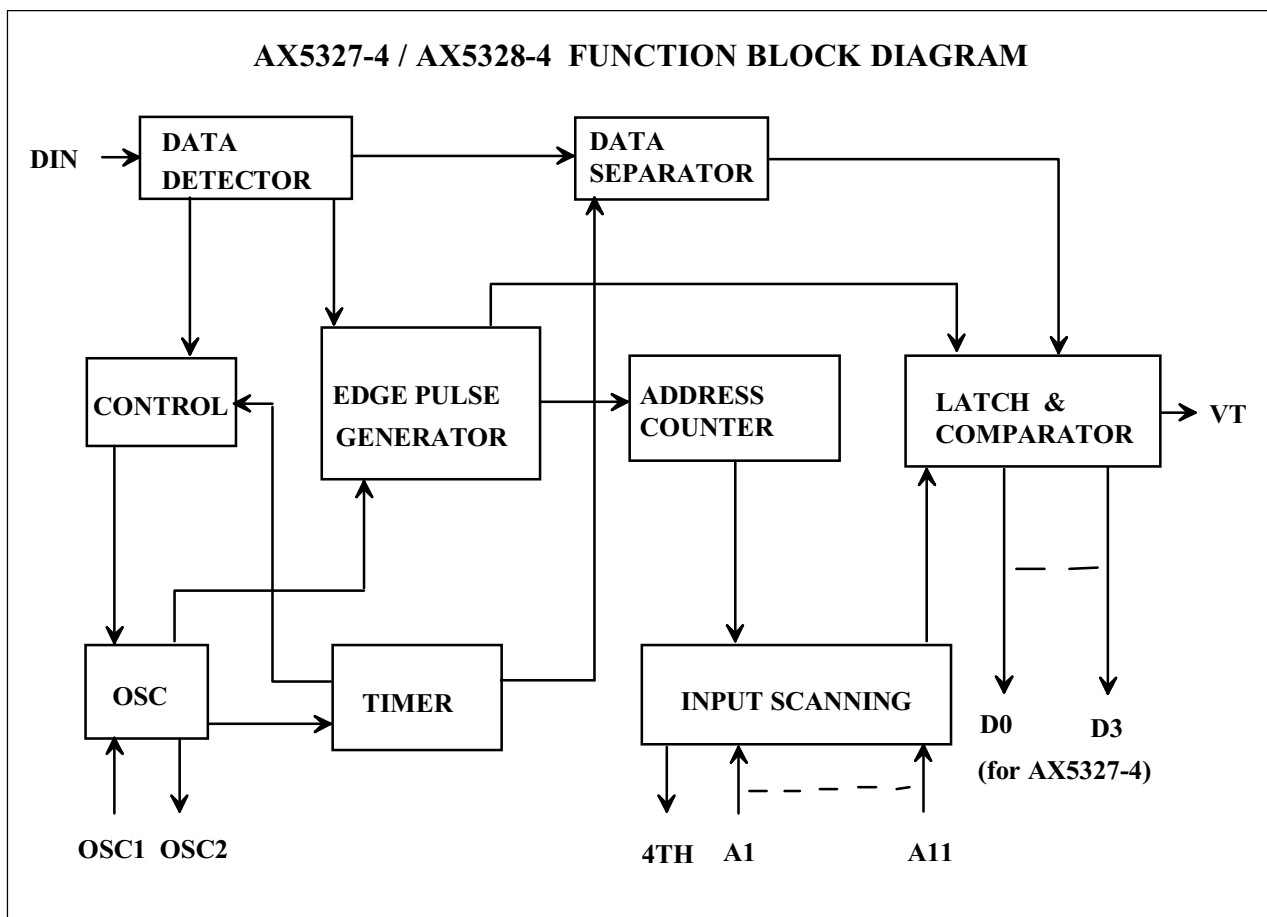 AX5327-4 / AX5328-4 FUNCTION BLOCK DIAGRAM
DIN
DATA
DETECTOR
DATA
SEPARATOR
CONTROL
EDGE PULSE
GENERATOR
ADDRESS
COUNTER
LATCH &
COMPARATOR
VT
OSC
TIMER
INPUT SCANNING
D0
D3
(for AX5327-4)
OSC1
OSC2
4TH
A1
A11